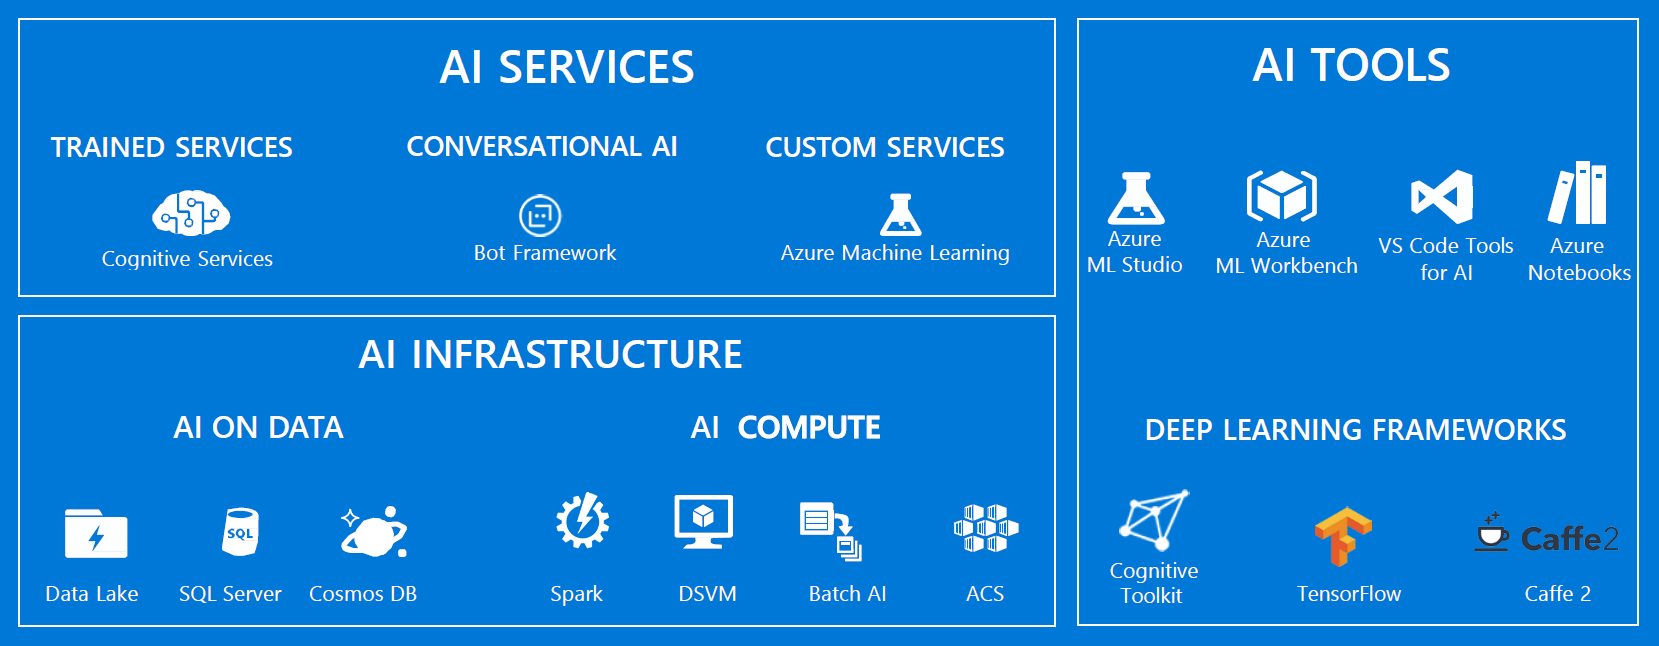 AI SERVICES
TRAINED SERVICES
CONVERSATIONAL AI
CUSTOM SERVICES
Cognitive Services
Bot Framework
Azure Machine Learning
AI INFRASTRUCTURE
AI ON DATA
AI COMPUTE
SQL
Data Lake
SQL Server
Cosmos DB
Spark
DSVM
Batch AI
ACS
AI TOOLS
Azure
ML Studio
Azure
ML Workbench
VS Code Tools
for AI
Azure
Notebooks
DEEP LEARNING FRAMEWORKS
Cognitive
Toolkit
TensorFlow
Caffe2
Caffe 2